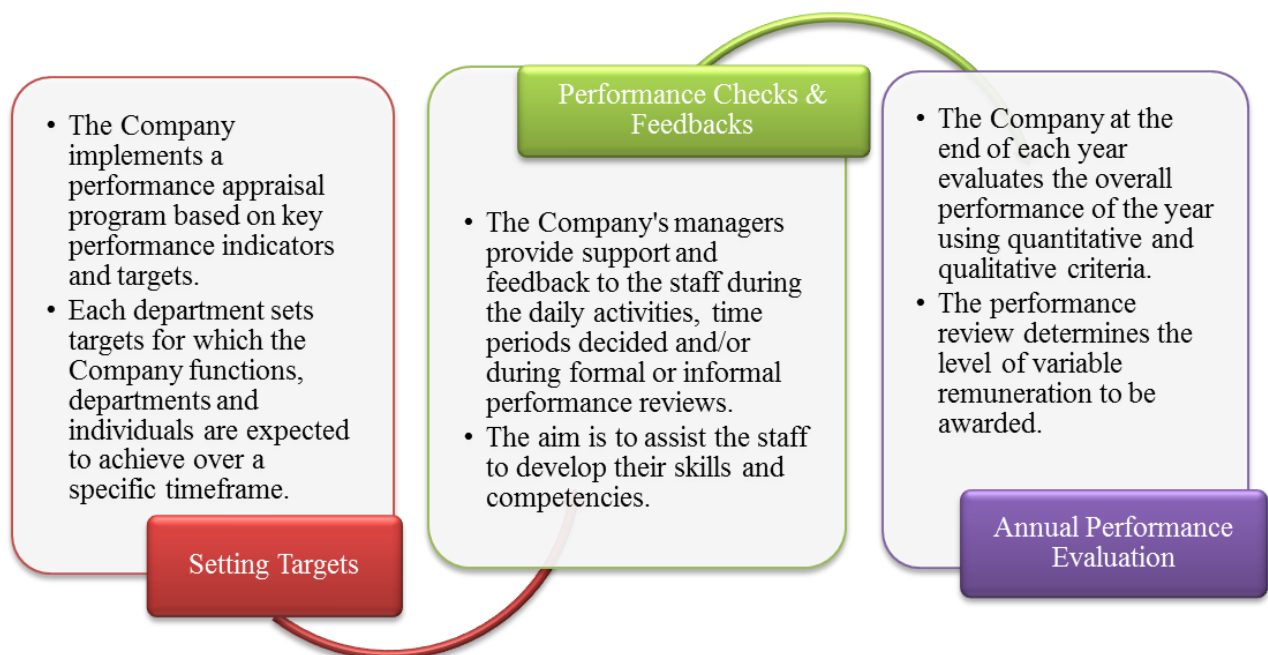 • The Company
implements a
performance appraisal
program based on key
performance indicators
and targets.
• Each department sets
targets for which the
Company functions,
departments and
individuals are expected
to achieve over a
specific timeframe.
Setting Targets
Performance Checks &
Feedbacks
• The Company's managers
provide support and
feedback to the staff during
the daily activities, time
periods decided and/or
during formal or informal
performance reviews.
• The aim is to assist the staff
to develop their skills and
competencies.
• The Company at the
end of each year
evaluates the overall
performance of the year
using quantitative and
qualitative criteria.
• The performance
review determines the
level of variable
remuneration to be
awarded.
Annual Performance
Evaluation